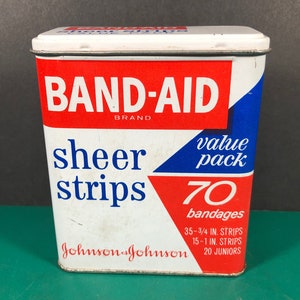 BAND-AID
BRAND
sheer
strips
value
pack
70
bandages
35-3/4 IN. STRIPS
15-1 IN. STRIPS
20 JUNIORS
Johnson & Johnson